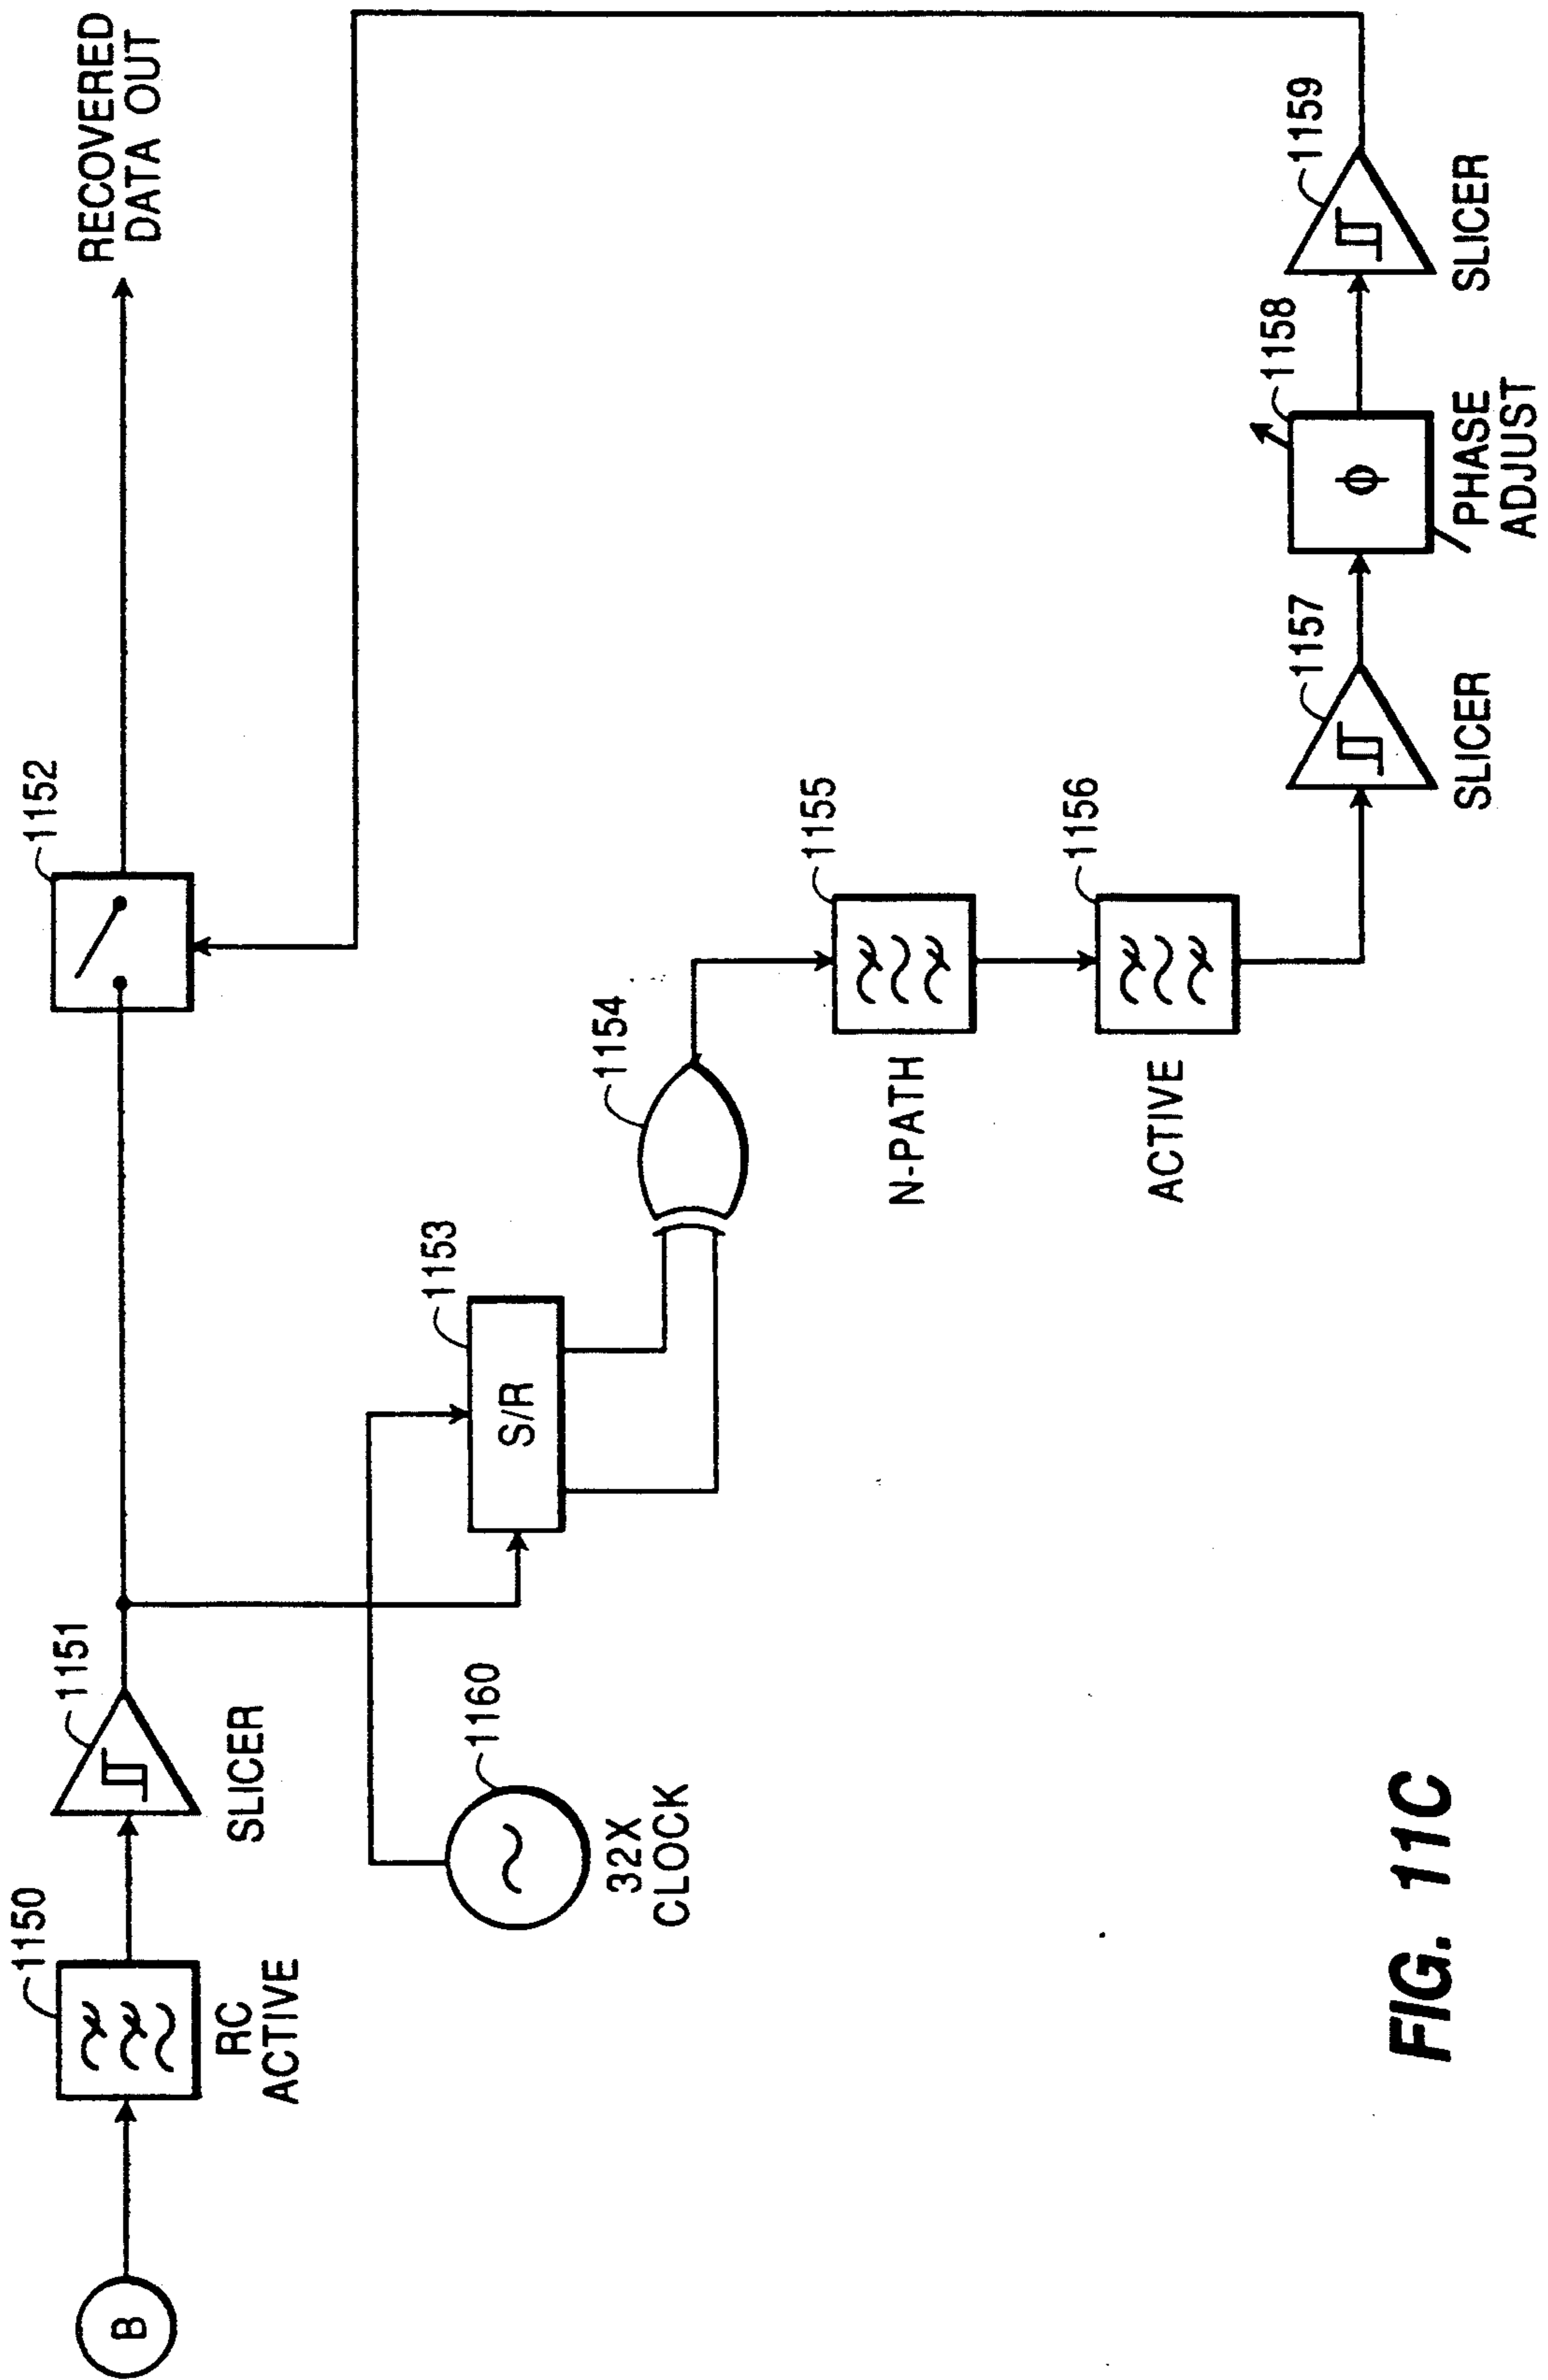 B
1150
RC
ACTIVE
1151
SLICER
1152
RECOVERED
DATA OUT
1160
32X
CLOCK
1153
S/R
1154
1155
N-PATH
1156
ACTIVE
1157
SLICER
1158
Φ
PHASE
ADJUST
1159
SLICER
FIG. 11C